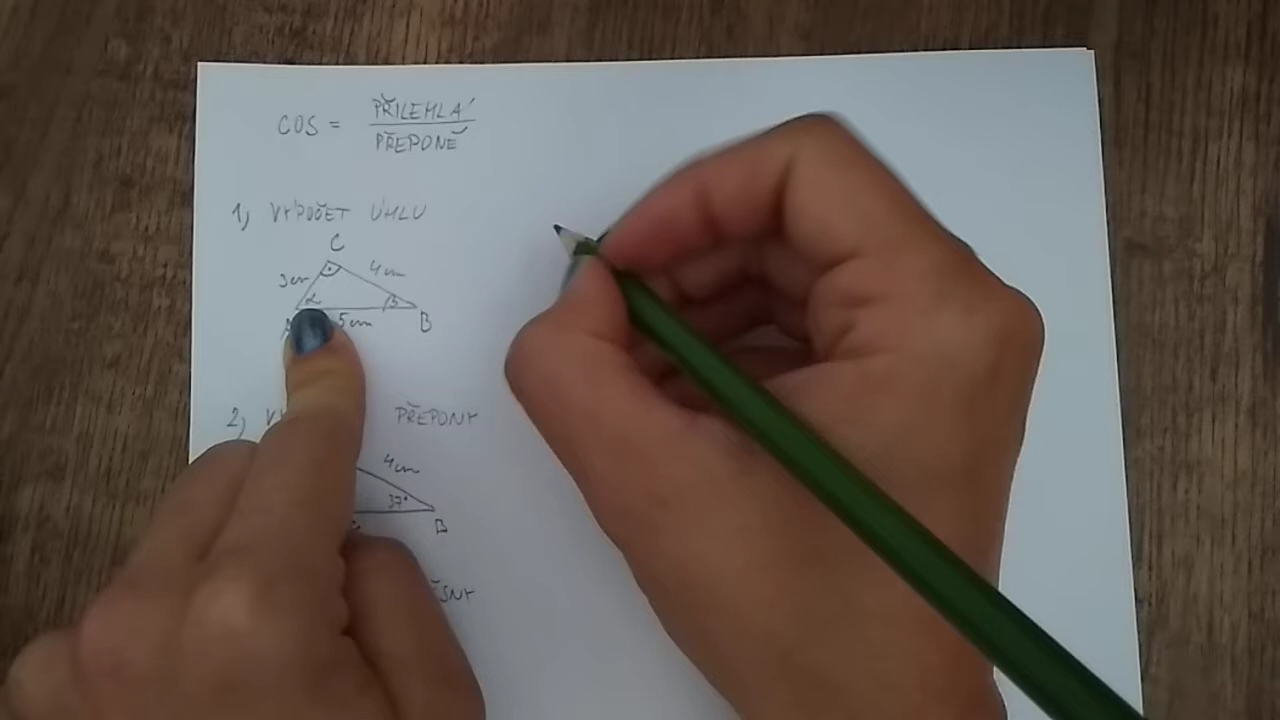 COS = PŘILEHLÁ
PŘEPONĚ
1, VÝPOČET ÚHLU
C
3cm 4cm
α β
5cm B
2, PŘEPONY
4cm
37°
B